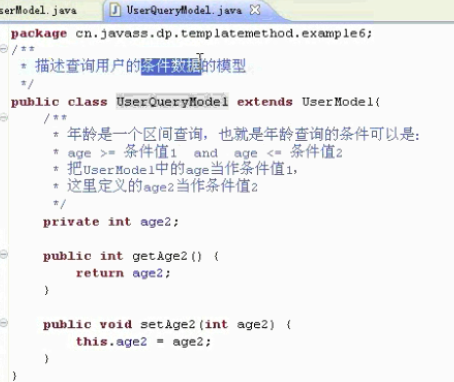 serModel.java UserQueryModel.java
package cn.javass.dp.templatemethod.example6;
/**
 * 描述查询用户的条件数据的模型
 */
public class UserQueryModel extends UserModel{
    /**
     * 年龄是一个区间查询，也就是年龄查询的条件可以是：
     * age >= 条件值1  and  age <= 条件值2
     * 把UserModel中的age当作条件值1，
     * 这里定义的age2当作条件值2
     */
    private int age2;
    public int getAge2() {
        return age2;
    }
    public void setAge2(int age2) {
        this.age2 = age2;
    }
}